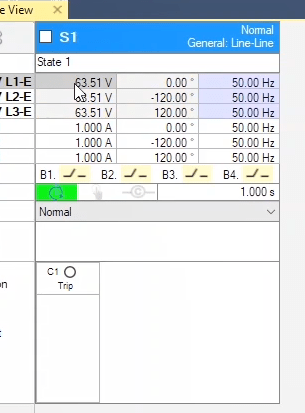 e View
S1
Normal
General: Line-Line
State 1
L1-E 63.51 V 0.00 ° 50.00 Hz
L2-E 63.51 V -120.00 ° 50.00 Hz
L3-E 63.51 V 120.00 ° 50.00 Hz
1.000 A 0.00 ° 50.00 Hz
1.000 A -120.00 ° 50.00 Hz
1.000 A 120.00 ° 50.00 Hz
B1. B2. B3. B4.
C 1.000 s
Normal
C1
Trip
on